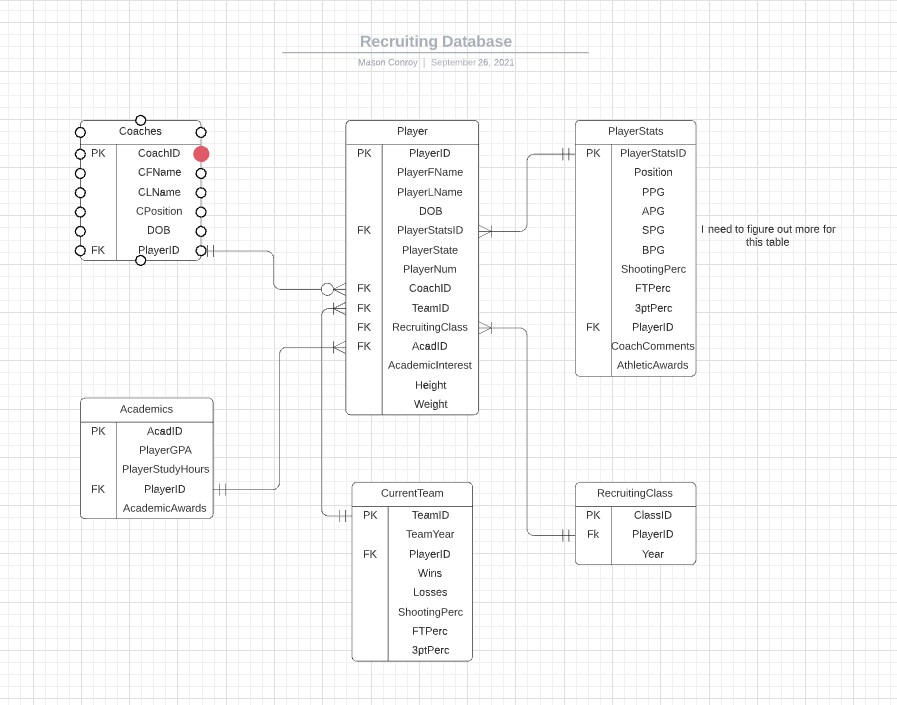 Recruiting Database
Mason Conroy | September 26, 2021
Coaches
PK CoachID
CFName
CLName
CPosition
DOB
FK PlayerID
Player
PK PlayerID
PlayerFName
PlayerLName
DOB
FK PlayerStatsID
PlayerState
PlayerNum
FK CoachID
FK TeamID
FK RecruitingClass
FK AcadID
AcademicInterest
Height
Weight
PlayerStats
PK PlayerStatsID
Position
PPG
APG
SPG
BPG
ShootingPerc
FTPerc
3ptPerc
FK PlayerID
CoachComments
AthleticAwards
I need to figure out more for
this table
Academics
PK AcadID
PlayerGPA
PlayerStudyHours
FK PlayerID
AcademicAwards
CurrentTeam
PK TeamID
TeamYear
FK PlayerID
Wins
Losses
ShootingPerc
FTPerc
3ptPerc
RecruitingClass
PK ClassID
Fk PlayerID
Year